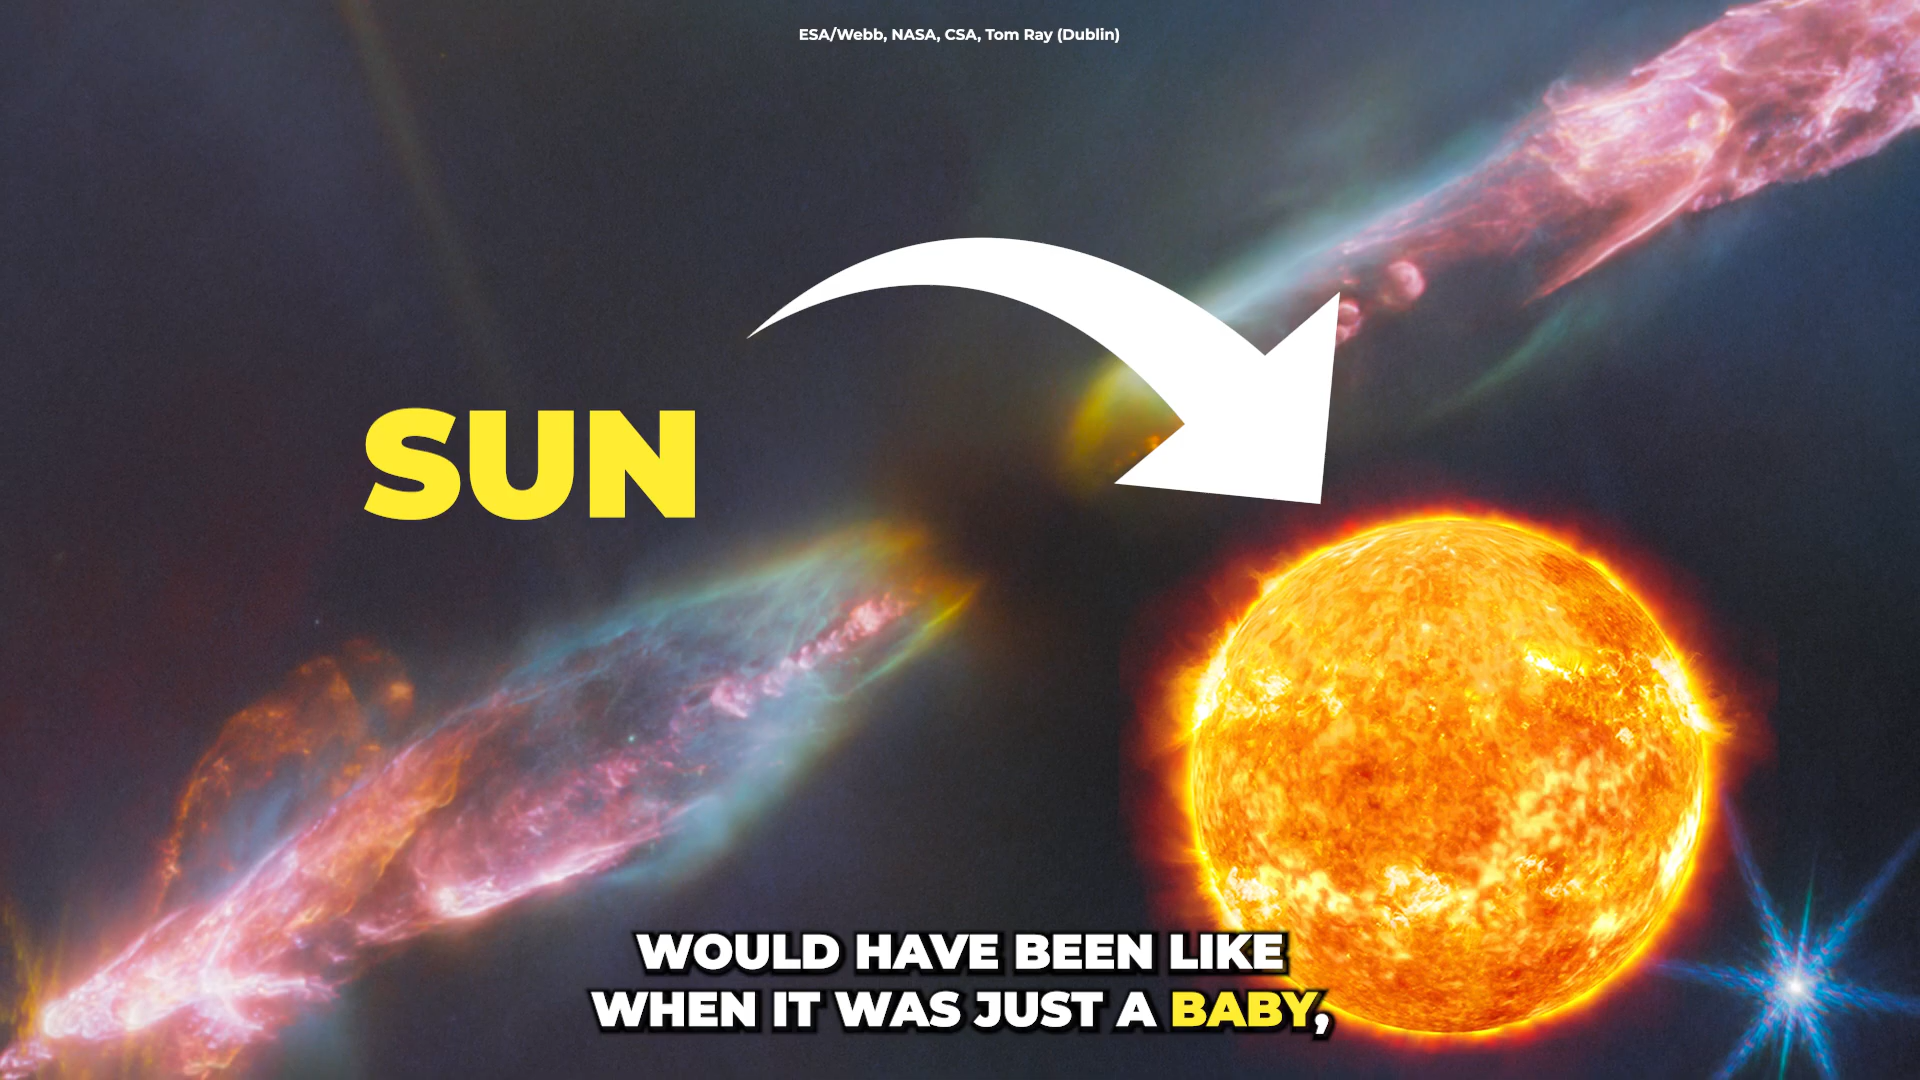 ESA/Webb, NASA, CSA, Tom Ray (Dublin)
SUN
WOULD HAVE BEEN LIKE
WHEN IT WAS JUST A BABY,